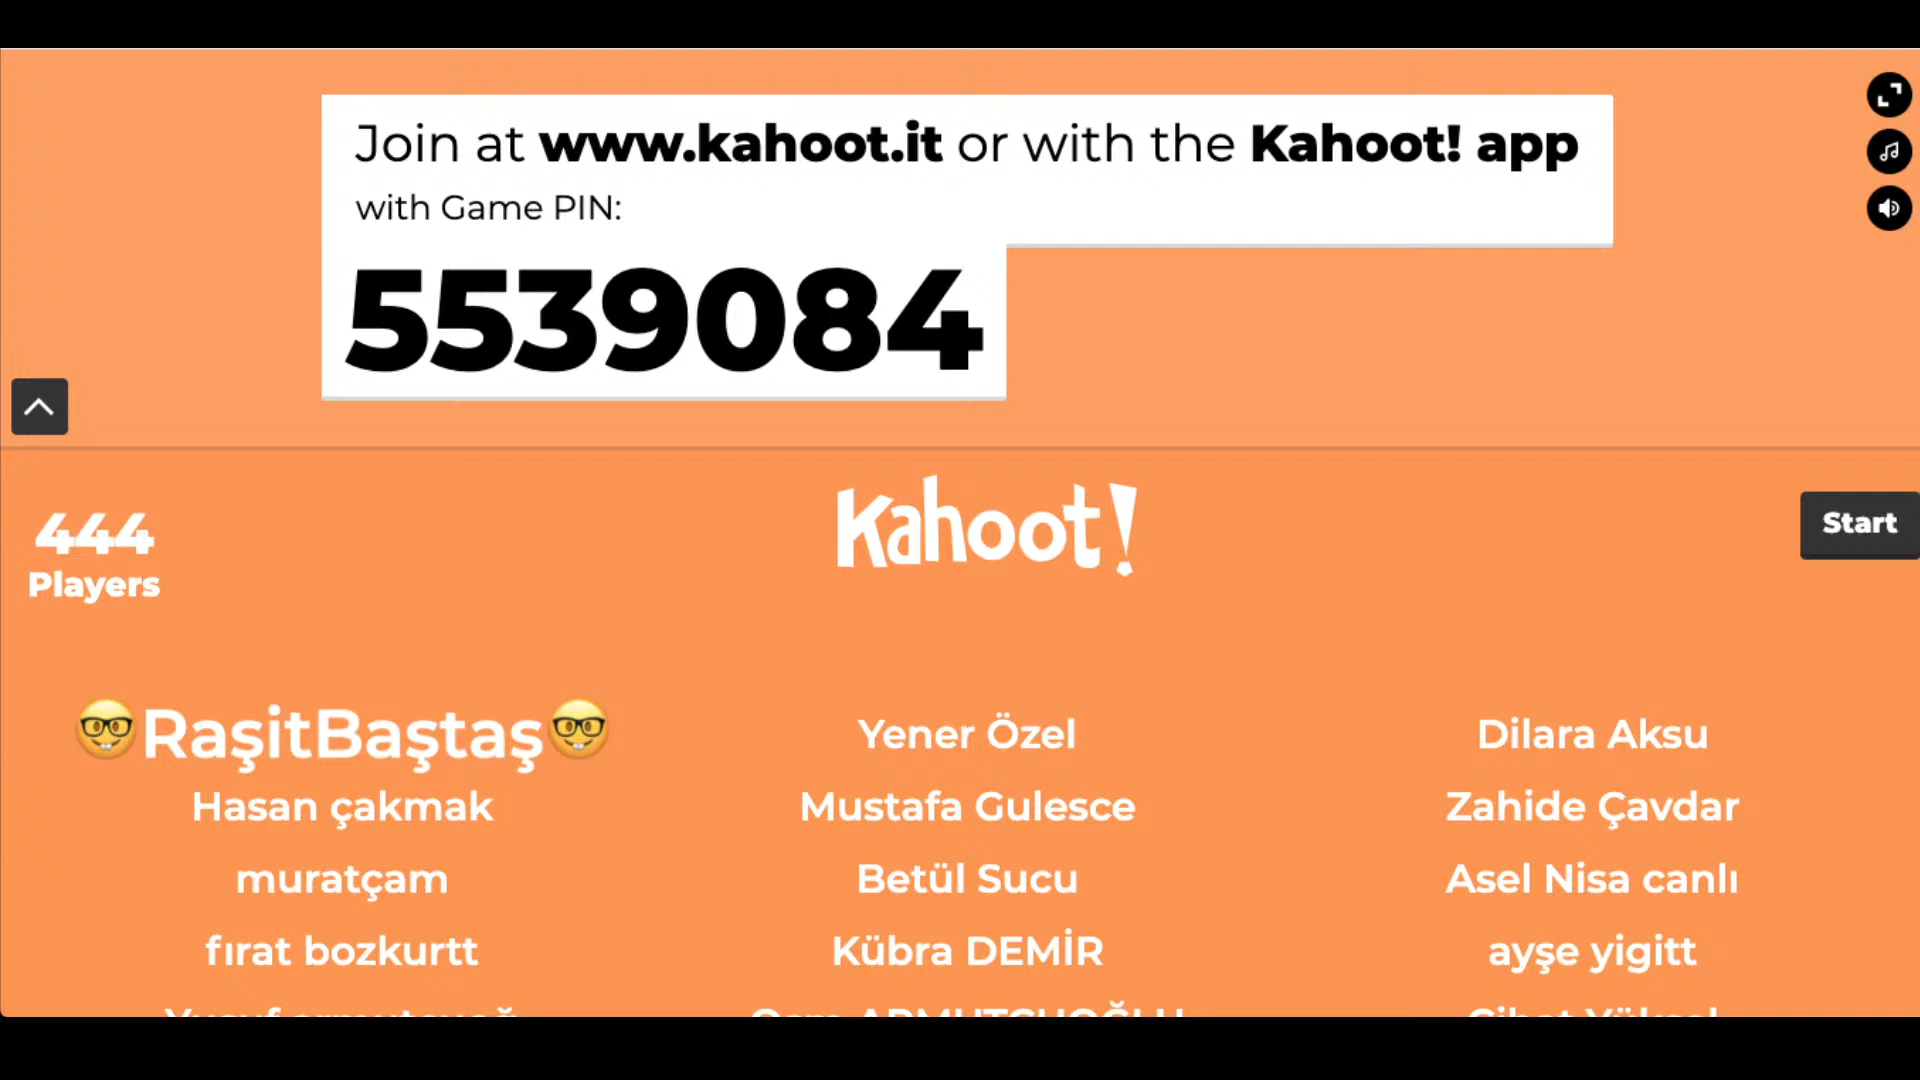 Join at www.kahoot.it or with the Kahoot! app
with Game PIN:
5539084
Kahoot!
444
Players
Start
🤓RaşitBaştaş🤓
Yener Özel
Dilara Aksu
Hasan çakmak
Mustafa Gulesce
Zahide Çavdar
muratçam
Betül Sucu
Asel Nisa canlı
fırat bozkurtt
Kübra DEMİR
ayşe yigitt